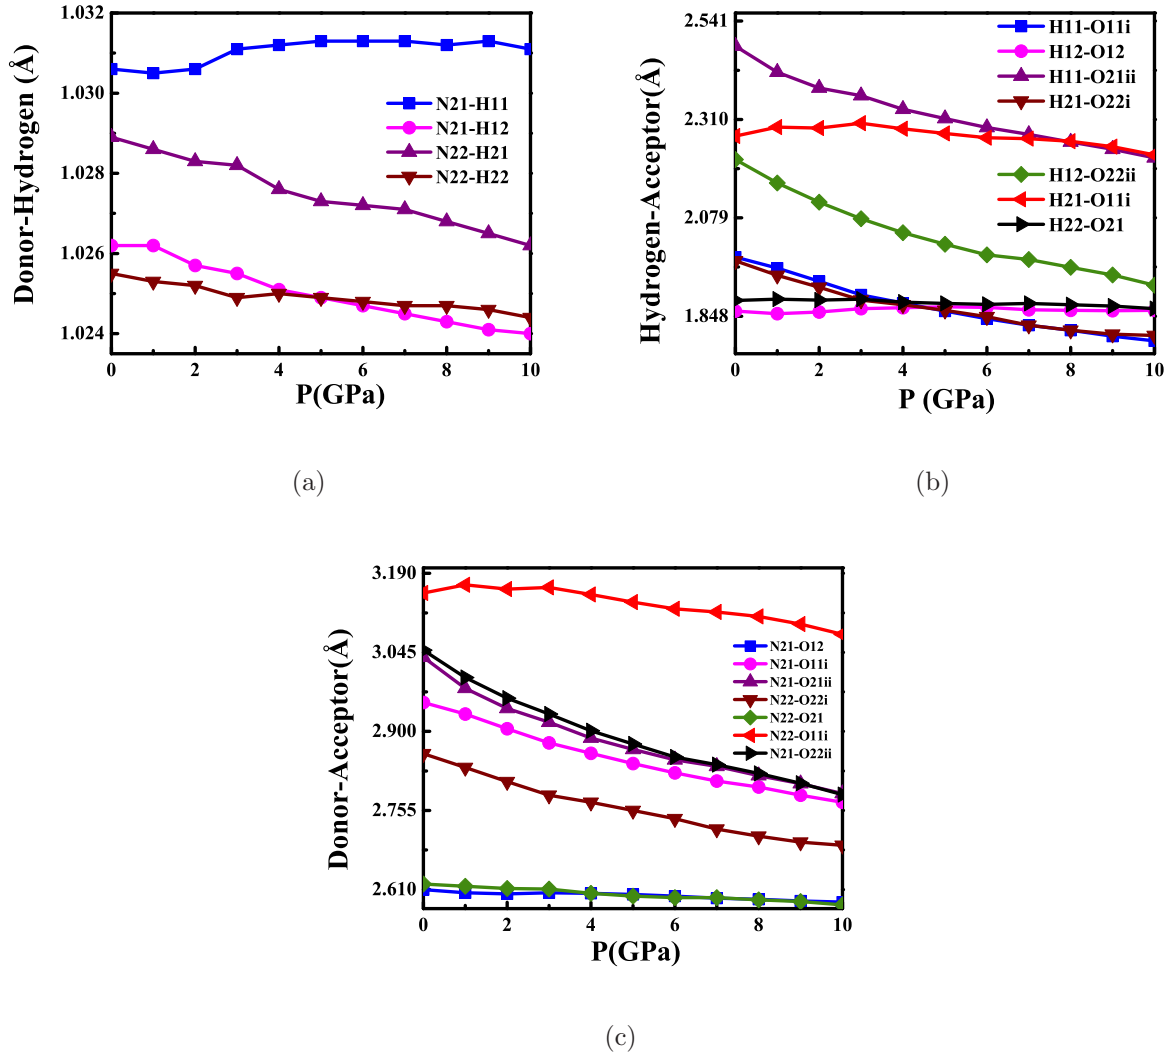 1.032
1.030
1.028
1.026
1.024
Donor-Hydrogen (Å)
N21-H11
N21-H12
N22-H21
N22-H22
0 2 4 6 8 10
P(GPa)
(a)
2.541
2.310
2.079
1.848
Hydrogen-Acceptor(Å)
H11-O11i
H12-O12
H11-O21ii
H21-O22i
H12-O22ii
H21-O11i
H22-O21
0 2 4 6 8 10
P (GPa)
(b)
3.190
3.045
2.900
2.755
2.610
Donor-Acceptor(Å)
N21-O12
N21-O11i
N21-O21ii
N22-O22i
N22-O21
N22-O11i
N21-O22ii
0 2 4 6 8 10
P(GPa)
(c)